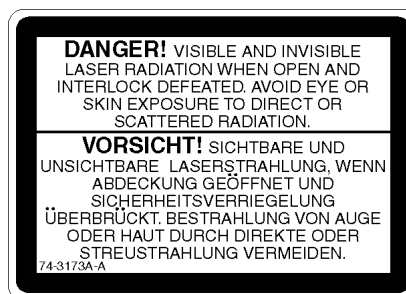 DANGER! VISIBLE AND INVISIBLE
LASER RADIATION WHEN OPEN AND
INTERLOCK DEFEATED. AVOID EYE OR
SKIN EXPOSURE TO DIRECT OR
SCATTERED RADIATION.
VORSICHT! SICHTBARE UND
UNSICHTBARE LASERSTRAHLUNG, WENN
ABDECKUNG GEÖFFNET UND
SICHERHEITSVERRIEGELUNG
ÜBERBRÜCKT. BESTRAHLUNG VON AUGE
ODER HAUT DURCH DIREKTE ODER
STREUSTRAHLUNG VERMEIDEN.
74-3173A-A